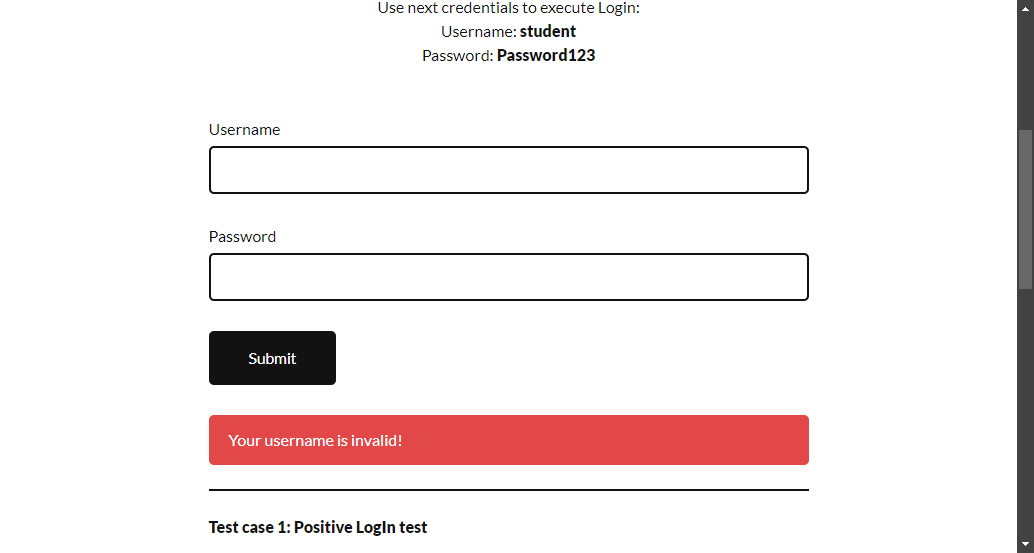 Use next credentials to execute Login:
Username: student
Password: Password123
Username
Password
Submit
Your username is invalid!
Test case 1: Positive LogIn test